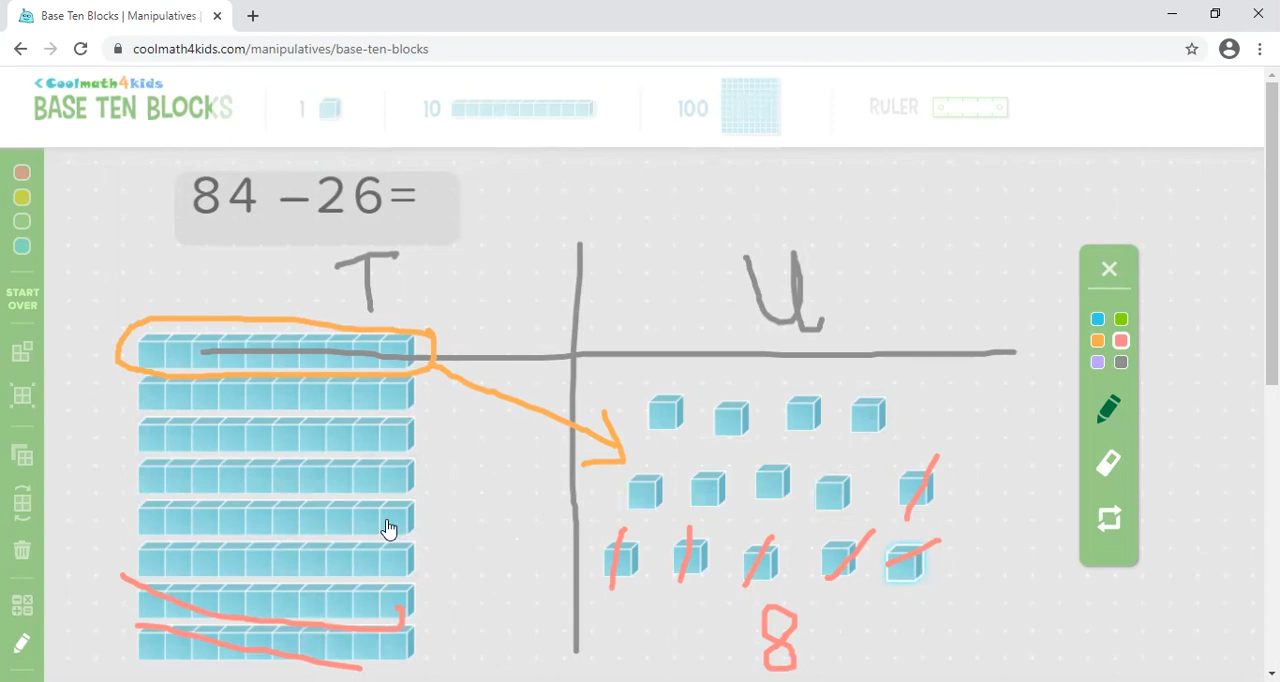 Base Ten Blocks | Manipulatives |
coolmath4kids.com/manipulatives/base-ten-blocks
<Coolmath4kids
BASE TEN BLOCKS
1
10
100
RULER
84 -26=
T
U
START
OVER
8